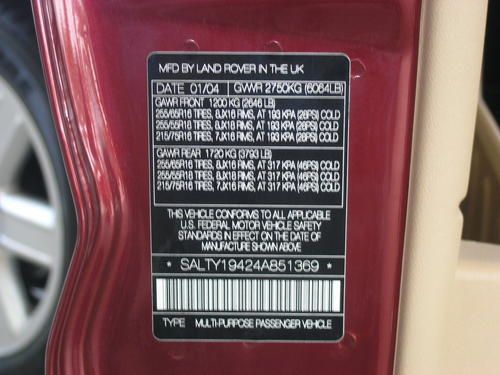 MFD BY LAND ROVER IN THE UK
DATE 01/04 GVWR 2750KG (6064LB)
GAWR FRONT 1200 KG (2646 LB)
255/65R16 TIRES, 8JX16 RIMS, AT 193 KPA (28PSI) COLD
255/55R18 TIRES, 8JX18 RIMS, AT 193 KPA (28PSI) COLD
215/75R16 TIRES, 7JX16 RIMS, AT 193 KPA (28PSI) COLD
GAWR REAR 1720 KG (3793 LB)
255/65R16 TIRES, 8JX16 RIMS, AT 317 KPA (46PSI) COLD
255/55R18 TIRES, 8JX18 RIMS, AT 317 KPA (46PSI) COLD
215/75R16 TIRES, 7JX16 RIMS, AT 317 KPA (46PSI) COLD
THIS VEHICLE CONFORMS TO ALL APPLICABLE
U.S. FEDERAL MOTOR VEHICLE SAFETY
STANDARDS IN EFFECT ON THE DATE OF
MANUFACTURE SHOWN ABOVE
* SALTY19424A851369 *
TYPE MULTI-PURPOSE PASSENGER VEHICLE